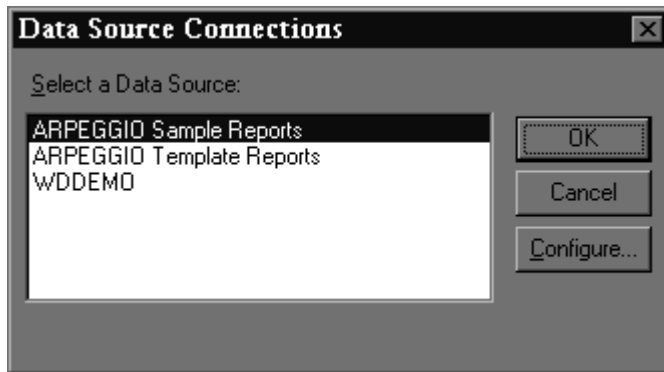 Data Source Connections
Select a Data Source:
ARPEGGIO Sample Reports
ARPEGGIO Template Reports
WDDEMO
OK
Cancel
Configure...